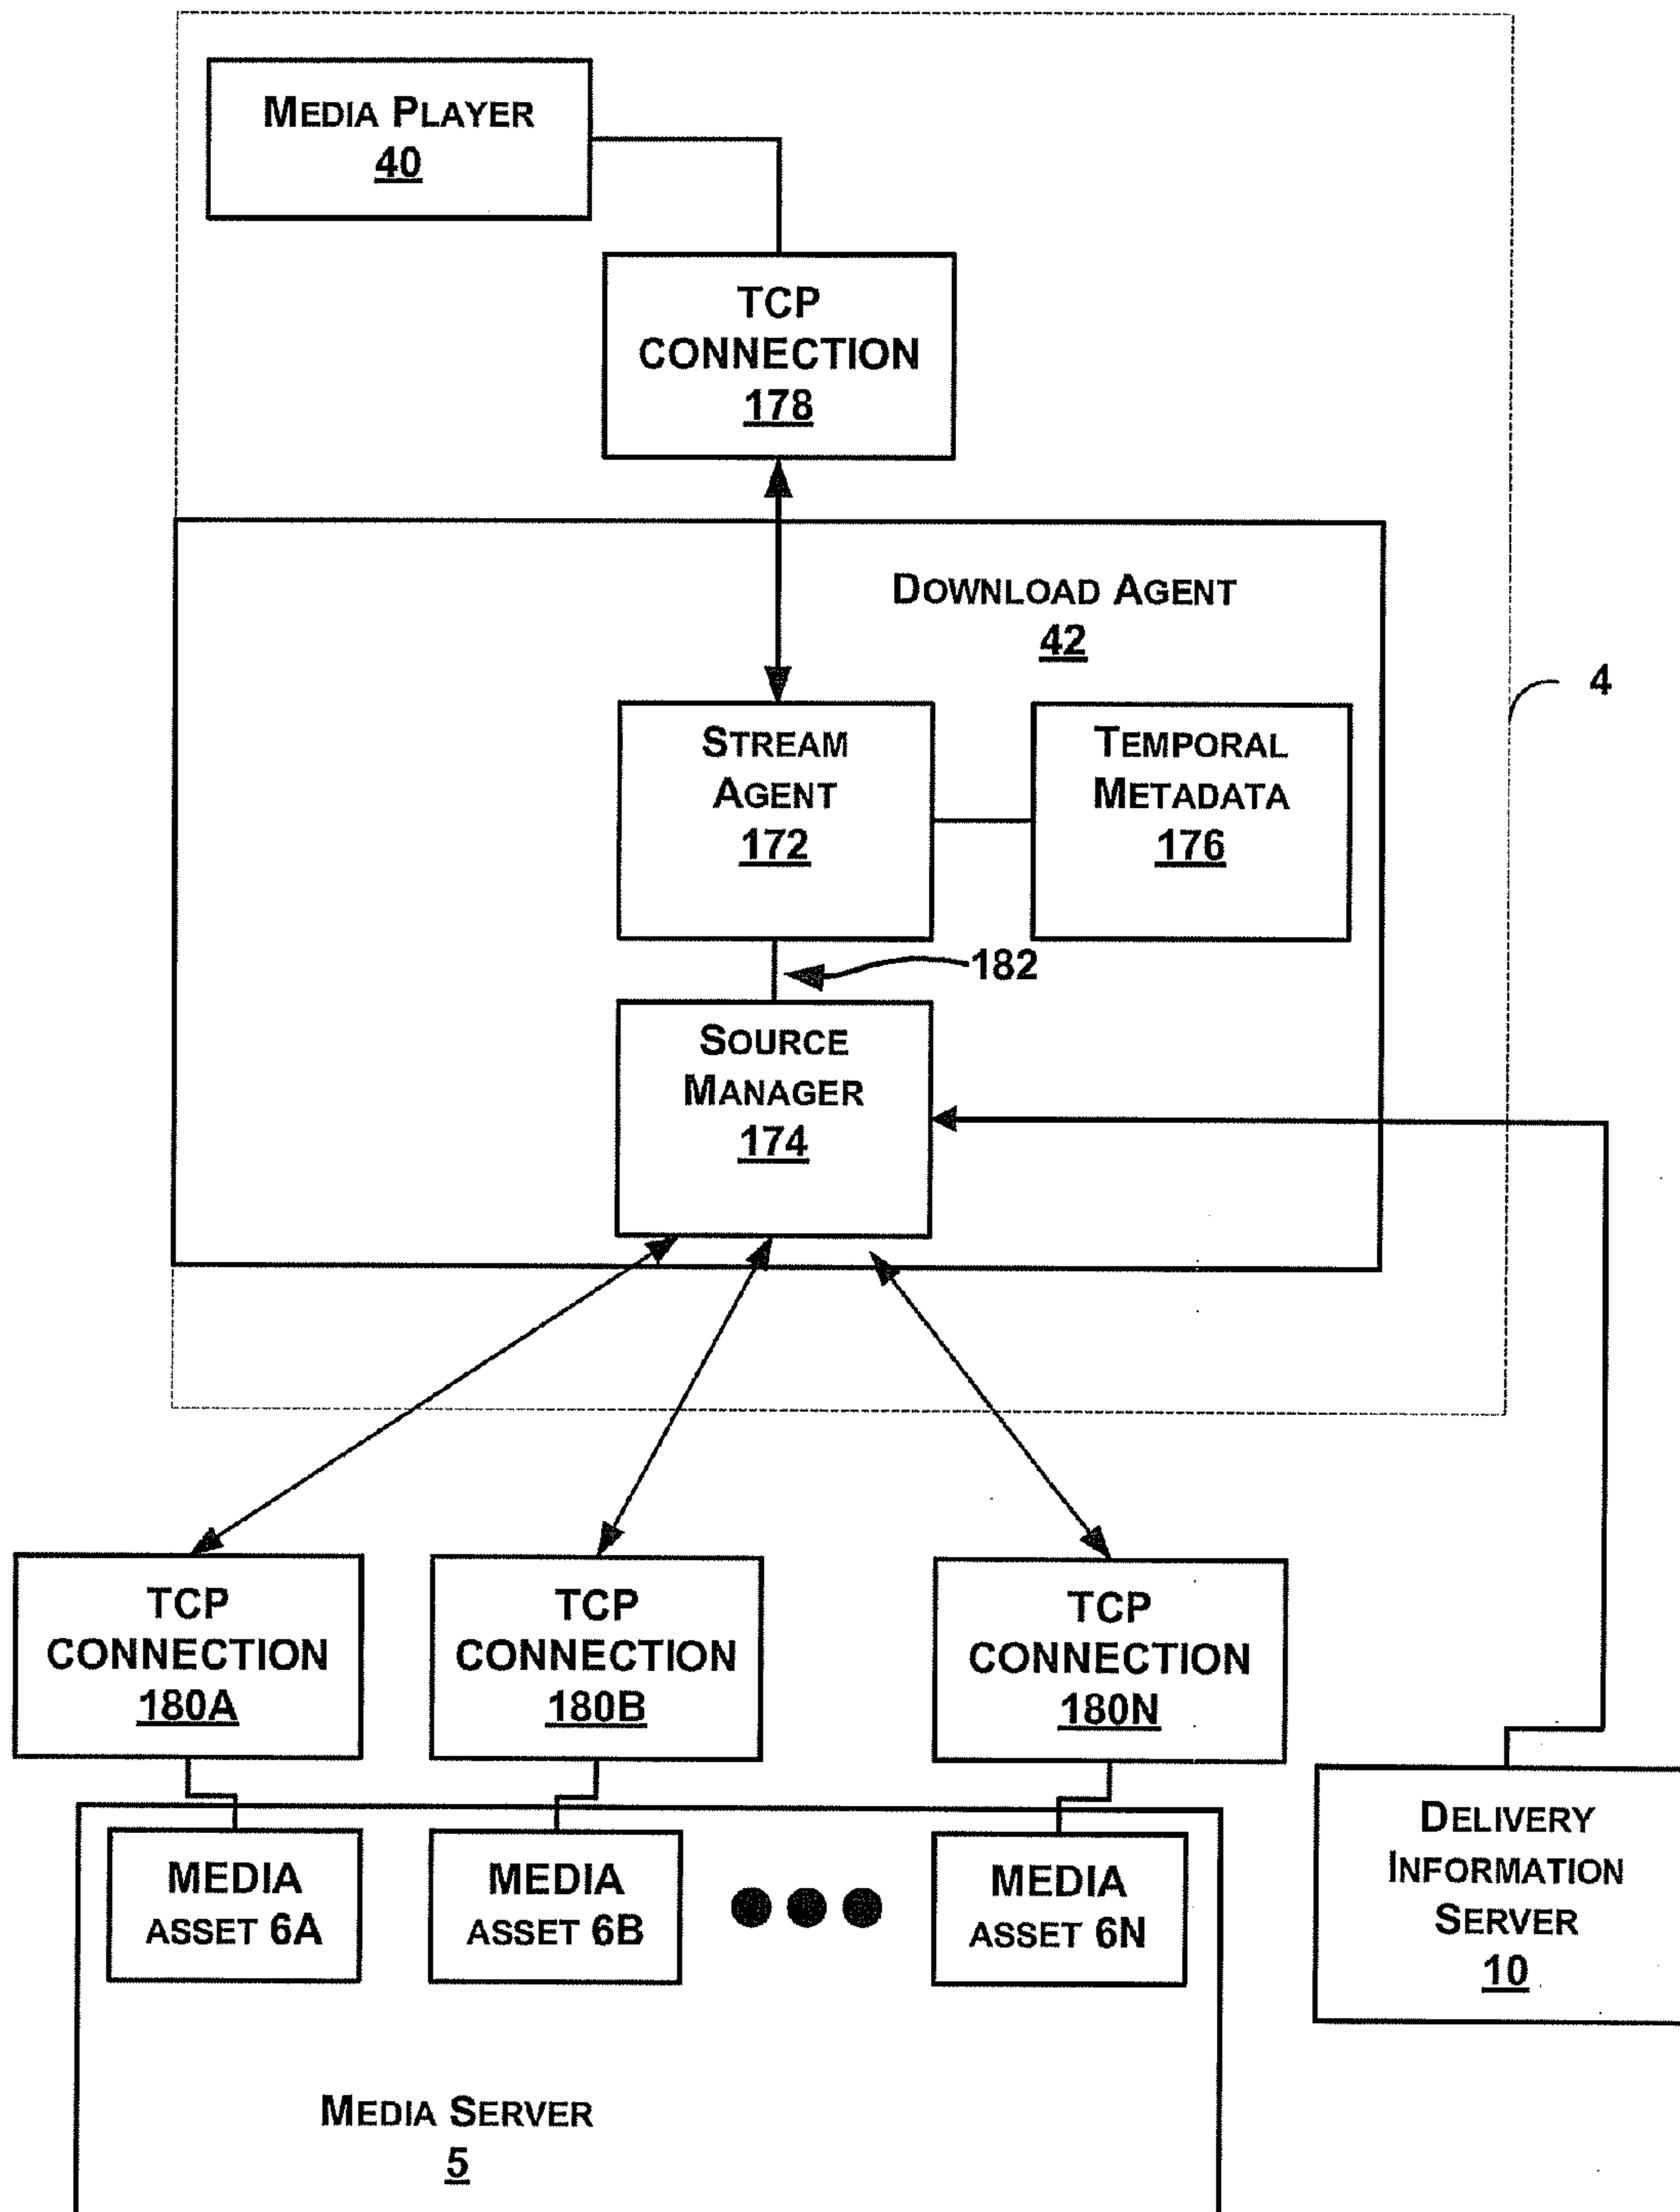 MEDIA PLAYER
40
TCP
CONNECTION
178
DOWNLOAD AGENT
42
4
STREAM
AGENT
172
TEMPORAL
METADATA
176
182
SOURCE
MANAGER
174
TCP
CONNECTION
180A
TCP
CONNECTION
180B
TCP
CONNECTION
180N
MEDIA
ASSET 6A
MEDIA
ASSET 6B
MEDIA
ASSET 6N
DELIVERY
INFORMATION
SERVER
10
MEDIA SERVER
5